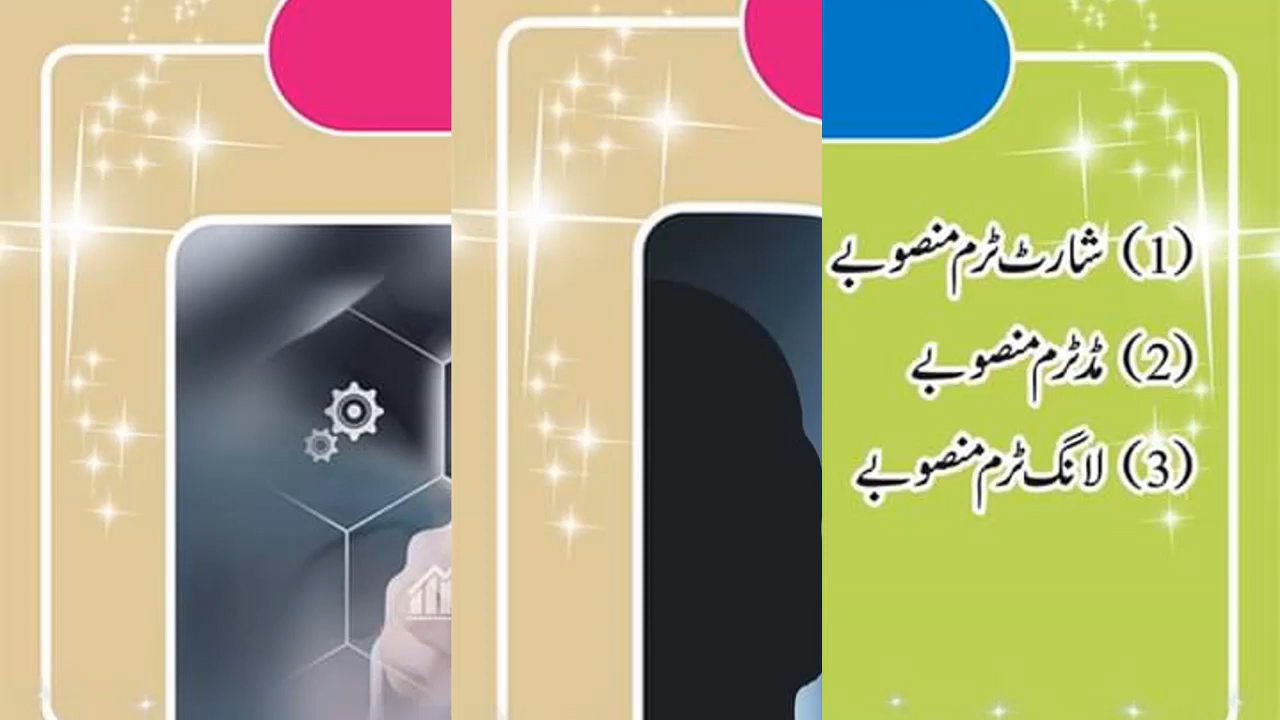 (1) شارٹ ٹرم منصوبے
(2) مڈ ٹرم منصوبے
(3) لانگ ٹرم منصوبے